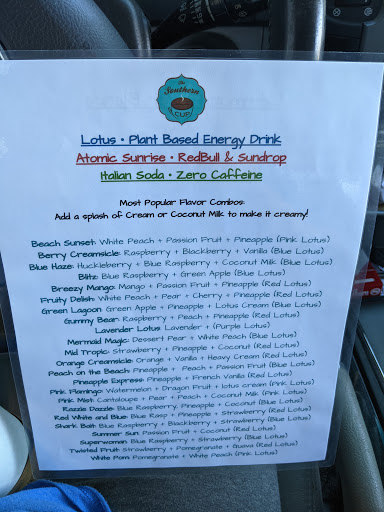 The
Southern
CUP
Lotus • Plant Based Energy Drink
Atomic Sunrise • RedBull & Sundrop
Italian Soda • Zero Caffeine
Most Popular Flavor Combos:
Add a splash of Cream or Coconut Milk to make it creamy!
Beach Sunset: White Peach + Passion Fruit + Pineapple (Pink Lotus)
Berry Creamsicle: Raspberry + Blackberry + Vanilla (Blue Lotus)
Blue Haze: Huckleberry + Blue Raspberry + Coconut Milk (Blue Lotus)
Blitz: Blue Raspberry + Green Apple (Blue Lotus)
Breezy Mango: Mango + Passion Fruit + Pineapple (Red Lotus)
Fruity Delish: White Peach + Pear + Cherry + Pineapple (Red Lotus)
Green Lagoon: Green Apple + Pineapple + Lotus Cream (Blue Lotus)
Gummy Bear: Raspberry + Peach + Pineapple (Red Lotus)
Lavender Lotus: Lavender + (Purple Lotus)
Mermaid Magic: Dessert Pear + White Peach (Blue Lotus)
Mid Tropic: Strawberry + Pineapple + Coconut (Red Lotus)
Orange Creamsicle: Orange + Vanilla + Heavy Cream (Red Lotus)
Peach on the Beach: Pineapple + Peach + Passion Fruit (Blue Lotus)
Pineapple Express: Pineapple + French Vanilla (Red Lotus)
Pink Flamingo: Watermelon + Dragon Fruit + lotus cream (Pink Lotus)
Pink Mist: Cantaloupe + Pear + Peach + Coconut Milk (Pink Lotus)
Razzle Dazzle: Blue Raspberry, Pineapple + Coconut (Blue Lotus)
Red White and Blue: Blue Rasp + Pineapple + Strawberry (Red Lotus)
Shark Bait: Blue Raspberry + Blackberry + Strawberry (Blue Lotus)
Summer Sun: Passion Fruit + Coconut (Red Lotus)
Superwoman: Blue Raspberry + Strawberry (Blue Lotus)
Twisted Fruit: Strawberry + Pomegranate + Guava (Red Lotus)
White Pom: Pomegranate + White Peach (Pink Lotus)